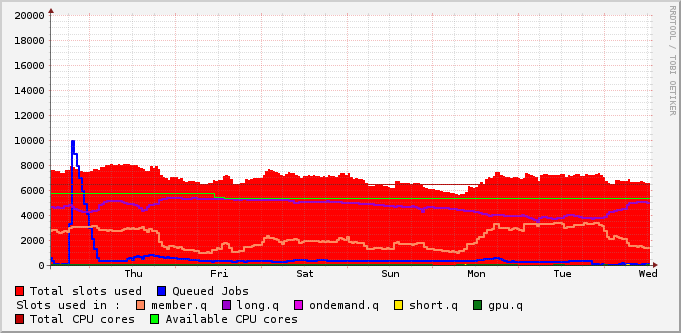 20000
18000
16000
14000
12000
10000
8000
6000
4000
2000
0
Thu Fri Sat Sun Mon Tue Wed
Total slots used Queued Jobs
Slots used in : member.q long.q ondemand.q short.q gpu.q
Total CPU cores Available CPU cores
RRDTOOL / TOBI OETIKER